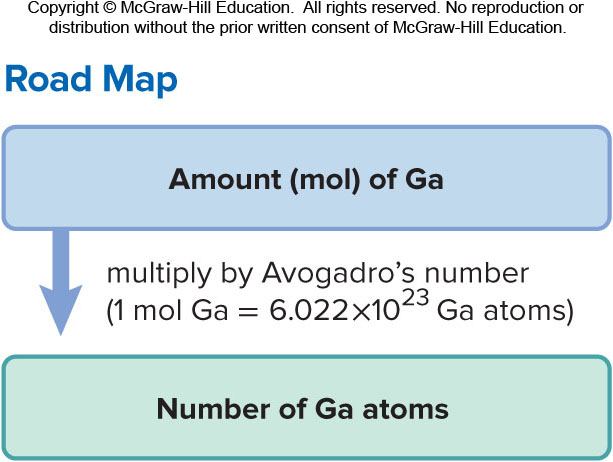 Copyright © McGraw-Hill Education.  All rights reserved. No reproduction or
distribution without the prior written consent of McGraw-Hill Education.
Road Map
Amount (mol) of Ga
multiply by Avogadro’s number
(1 mol Ga = 6.022×10²³ Ga atoms)
Number of Ga atoms